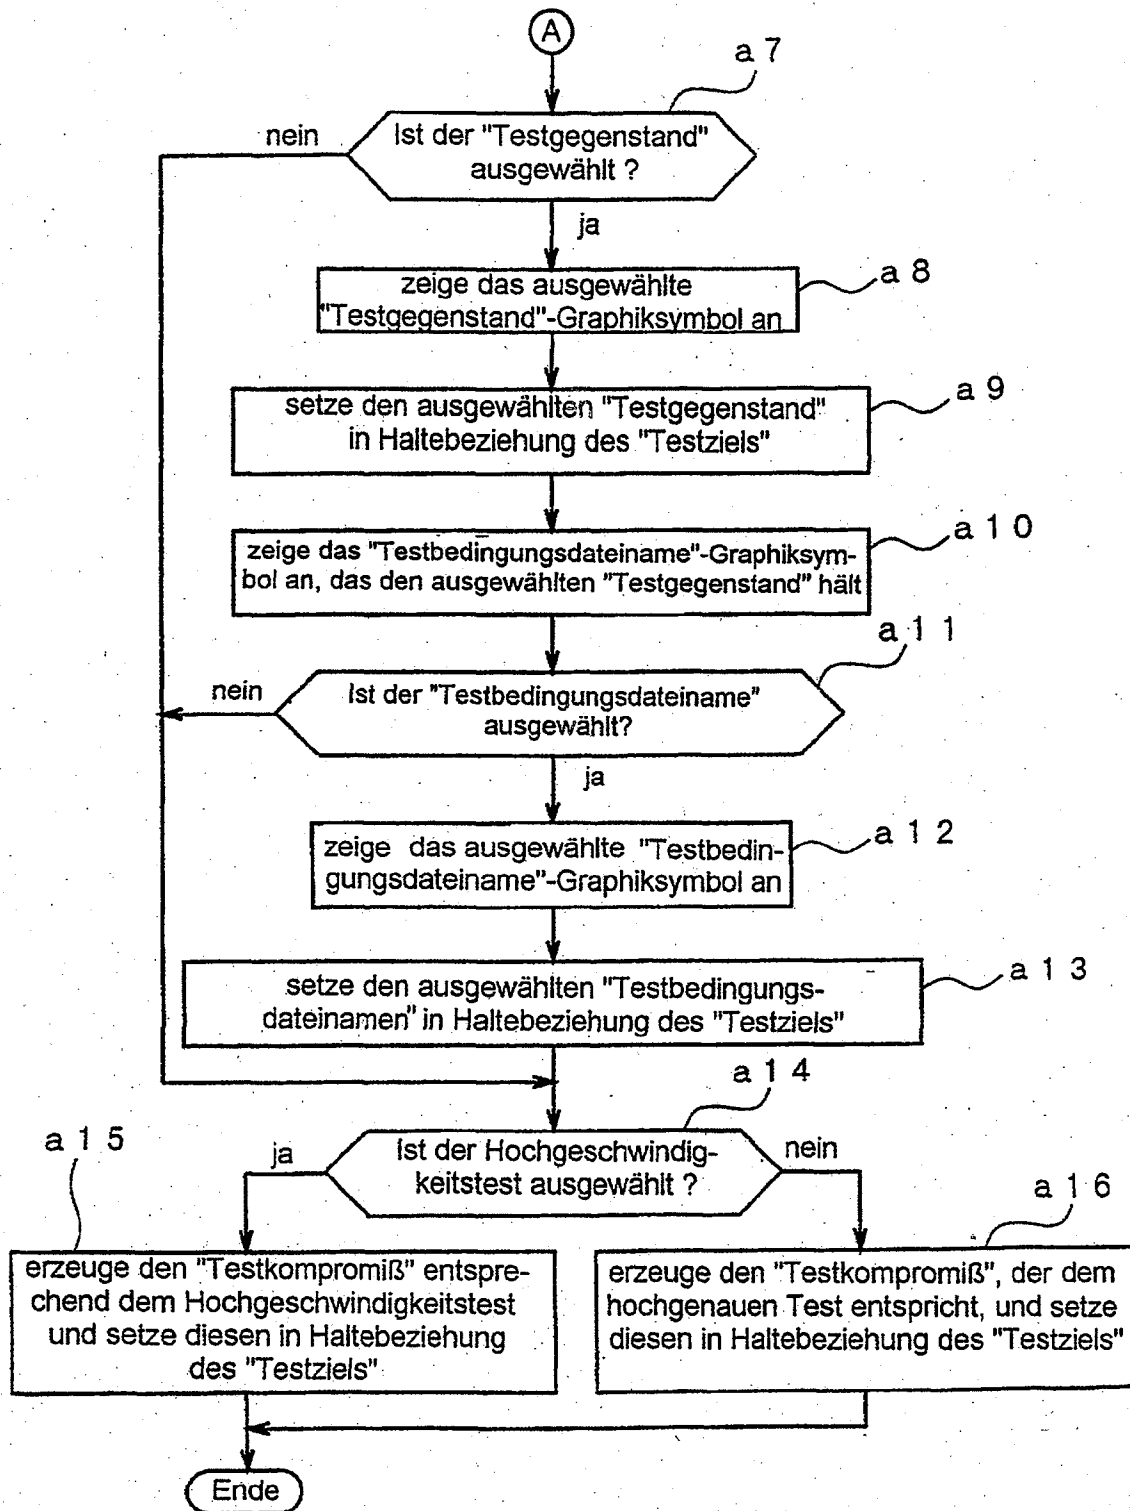 A
a 7
nein
Ist der "Testgegenstand"
ausgewählt ?
ja
a 8
zeige das ausgewählte
"Testgegenstand"-Graphiksymbol an
a 9
setze den ausgewählten "Testgegenstand"
in Haltebeziehung des "Testziels"
a 1 0
zeige das "Testbedingungsdateiname"-Graphiksym-
bol an, das den ausgewählten "Testgegenstand" hält
a 1 1
nein
Ist der "Testbedingungsdateiname"
ausgewählt?
ja
a 1 2
zeige das ausgewählte "Testbedin-
gungsdateiname"-Graphiksymbol an
a 1 3
setze den ausgewählten "Testbedingungs-
dateinamen" in Haltebeziehung des "Testziels"
a 1 4
a 1 5
ja
Ist der Hochgeschwindig-
keitstest ausgewählt ?
nein
a 1 6
erzeuge den "Testkompromiß" entspre-
chend dem Hochgeschwindigkeitstest
und setze diesen in Haltebeziehung
des "Testziels"
erzeuge den "Testkompromiß", der dem
hochgenauen Test entspricht, und setze
diesen in Haltebeziehung des "Testziels"
Ende